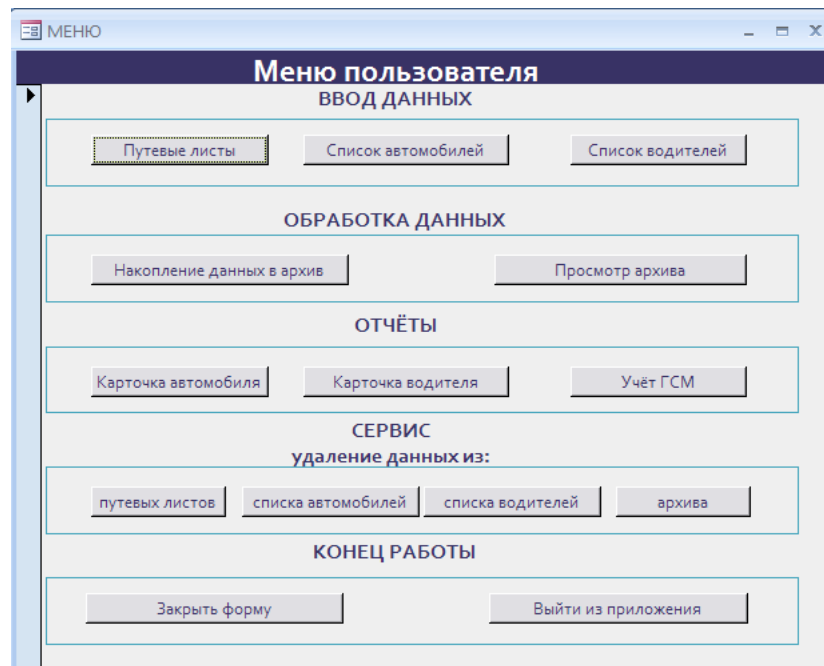 МЕНЮ
Меню пользователя
ВВОД ДАННЫХ
Путевые листы Список автомобилей Список водителей
ОБРАБОТКА ДАННЫХ
Накопление данных в архив Просмотр архива
ОТЧЁТЫ
Карточка автомобиля Карточка водителя Учёт ГСМ
СЕРВИС
удаление данных из:
путевых листов списка автомобилей списка водителей архива
КОНЕЦ РАБОТЫ
Закрыть форму Выйти из приложения